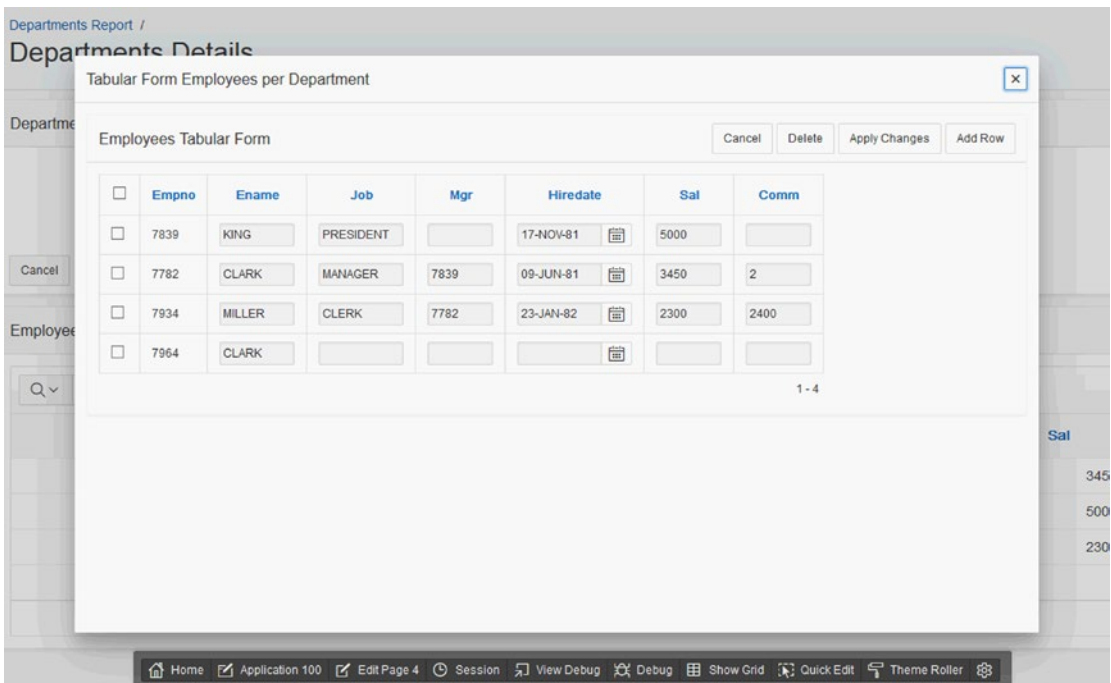 Departments Report /
Departments Details
Tabular Form Employees per Department
Departme
Employees Tabular Form Cancel Delete Apply Changes Add Row
Empno Ename Job Mgr Hiredate Sal Comm
7839 KING PRESIDENT 17-NOV-81 5000
Cancel
7782 CLARK MANAGER 7839 09-JUN-81 3450 2
7934 MILLER CLERK 7782 23-JAN-82 2300 2400
Employee
7964 CLARK
1 - 4
Sal
345
500
230
Home Application 100 Edit Page 4 Session View Debug Debug Show Grid Quick Edit Theme Roller